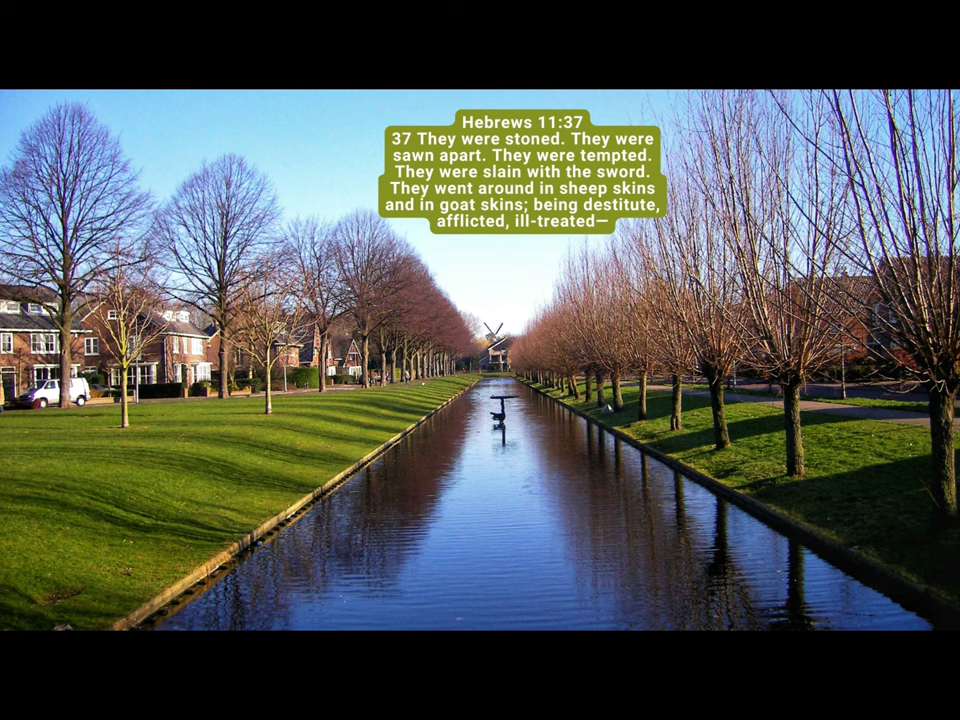 Hebrews 11:37
37 They were stoned. They were
sawn apart. They were tempted.
They were slain with the sword.
They went around in sheep skins
and in goat skins; being destitute,
afflicted, ill-treated—